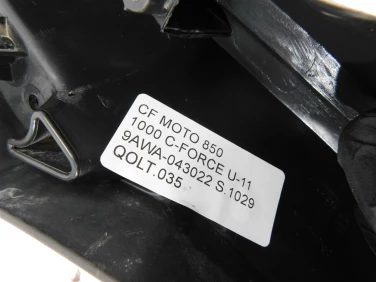 CF MOTO 850
1000 C-FORCE U-11
9AWA-043022 S.1029
QOLT.035